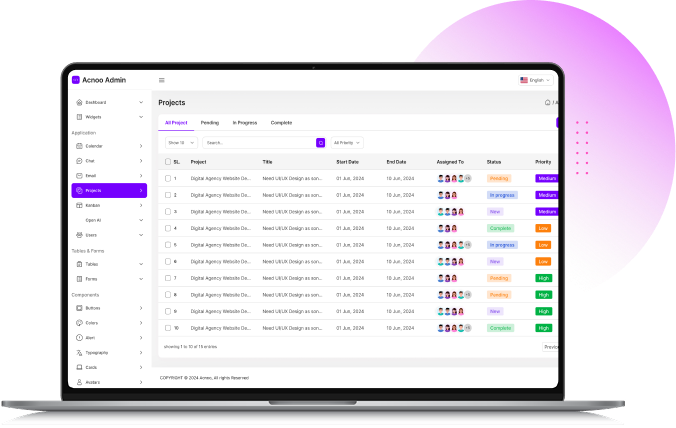 Acnoo Admin
English
Dashboard
Widgets
Application
Calendar
Chat
Email
Projects
Kanban
Open AI
Users
Tables & Forms
Tables
Forms
Components
Buttons
Colors
Alert
Typography
Cards
Avatars
Projects
All Project Pending In Progress Complete
Show 10 Search... All Priority
SL. Project Title Start Date End Date Assigned To Status Priority
1 Digital Agency Website De... Need UI/UX Design as son... 01 Jun, 2024 10 Jun, 2024 Pending Medium
2 Digital Agency Website De... Need UI/UX Design as son... 01 Jun, 2024 10 Jun, 2024 In progress Medium
3 Digital Agency Website De... Need UI/UX Design as son... 01 Jun, 2024 10 Jun, 2024 New Medium
4 Digital Agency Website De... Need UI/UX Design as son... 01 Jun, 2024 10 Jun, 2024 Complete Low
5 Digital Agency Website De... Need UI/UX Design as son... 01 Jun, 2024 10 Jun, 2024 In progress Low
6 Digital Agency Website De... Need UI/UX Design as son... 01 Jun, 2024 10 Jun, 2024 New Low
7 Digital Agency Website De... Need UI/UX Design as son... 01 Jun, 2024 10 Jun, 2024 Pending High
8 Digital Agency Website De... Need UI/UX Design as son... 01 Jun, 2024 10 Jun, 2024 Pending High
9 Digital Agency Website De... Need UI/UX Design as son... 01 Jun, 2024 10 Jun, 2024 New High
10 Digital Agency Website De... Need UI/UX Design as son... 01 Jun, 2024 10 Jun, 2024 Complete High
showing 1 to 10 of 15 entries
COPYRIGHT © 2024 Acnoo, All rights Reserved